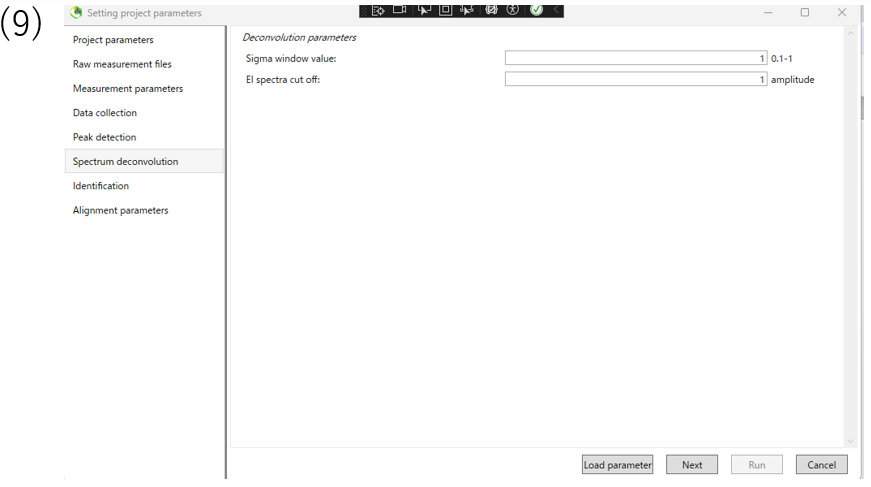 (9)
Setting project parameters
Project parameters
Raw measurement files
Measurement parameters
Data collection
Peak detection
Spectrum deconvolution
Identification
Alignment parameters
Deconvolution parameters
Sigma window value: 1 0.1-1
EI spectra cut off: 1 amplitude
Load parameter Next Run Cancel